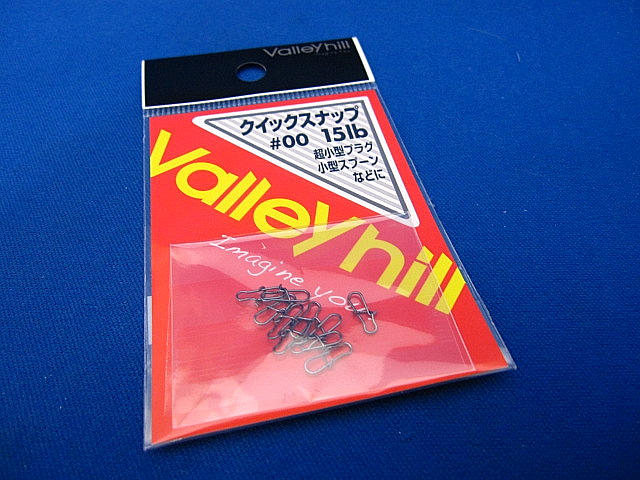 Valleyhill
クイックスナップ
#00 15lb
超小型プラグ
小型スプーン
などに
Valleyhill
Imagine you